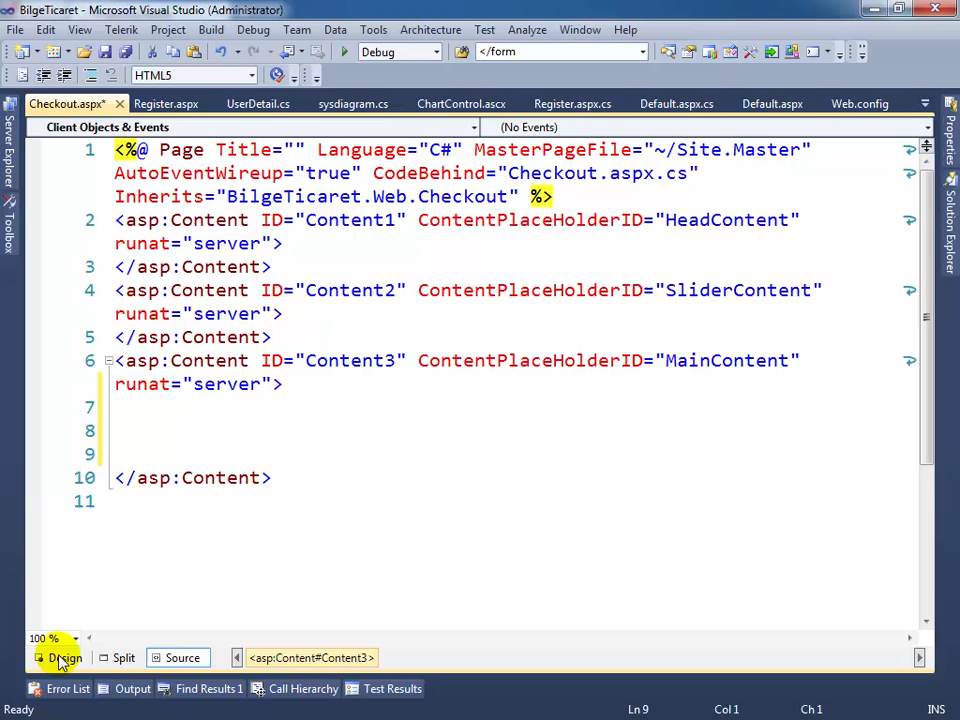 BilgeTicaret - Microsoft Visual Studio (Administrator)
File Edit View Telerik Project Build Debug Team Data Tools Architecture Test Analyze Window Help
Debug </form
HTML5
Checkout.aspx* Register.aspx UserDetail.cs sysdiagram.cs ChartControl.ascx Register.aspx.cs Default.aspx.cs Default.aspx Web.config
Client Objects & Events (No Events)
1 <%@ Page Title="" Language="C#" MasterPageFile="~/Site.Master"
AutoEventWireup="true" CodeBehind="Checkout.aspx.cs"
Inherits="BilgeTicaret.Web.Checkout" %>
2 <asp:Content ID="Content1" ContentPlaceHolderID="HeadContent"
runat="server">
3 </asp:Content>
4 <asp:Content ID="Content2" ContentPlaceHolderID="SliderContent"
runat="server">
5 </asp:Content>
6 <asp:Content ID="Content3" ContentPlaceHolderID="MainContent"
runat="server">
7
8
9
10 </asp:Content>
11
Server Explorer
Toolbox
Properties
Solution Explorer
100 %
Design Split Source <asp:Content#Content3>
Error List Output Find Results 1 Call Hierarchy Test Results
Ready Ln 9 Col 1 Ch 1 INS